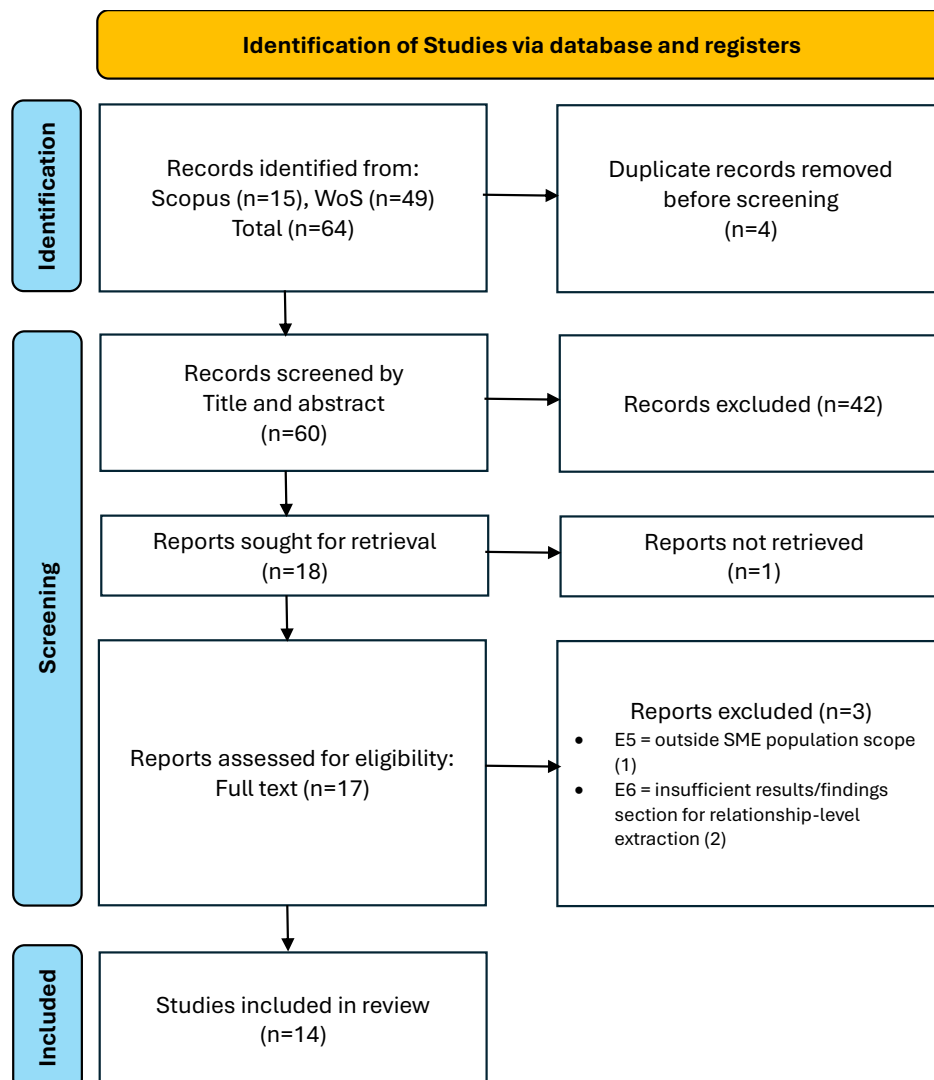 Identification of Studies via database and registers
Identification
Records identified from:
Scopus (n=15), WoS (n=49)
Total (n=64)
Duplicate records removed
before screening
(n=4)
Screening
Records screened by
Title and abstract
(n=60)
Records excluded (n=42)
Reports sought for retrieval
(n=18)
Reports not retrieved
(n=1)
Reports assessed for eligibility:
Full text (n=17)
Reports excluded (n=3)
• E5 = outside SME population scope
(1)
• E6 = insufficient results/findings
section for relationship-level
extraction (2)
Included
Studies included in review
(n=14)